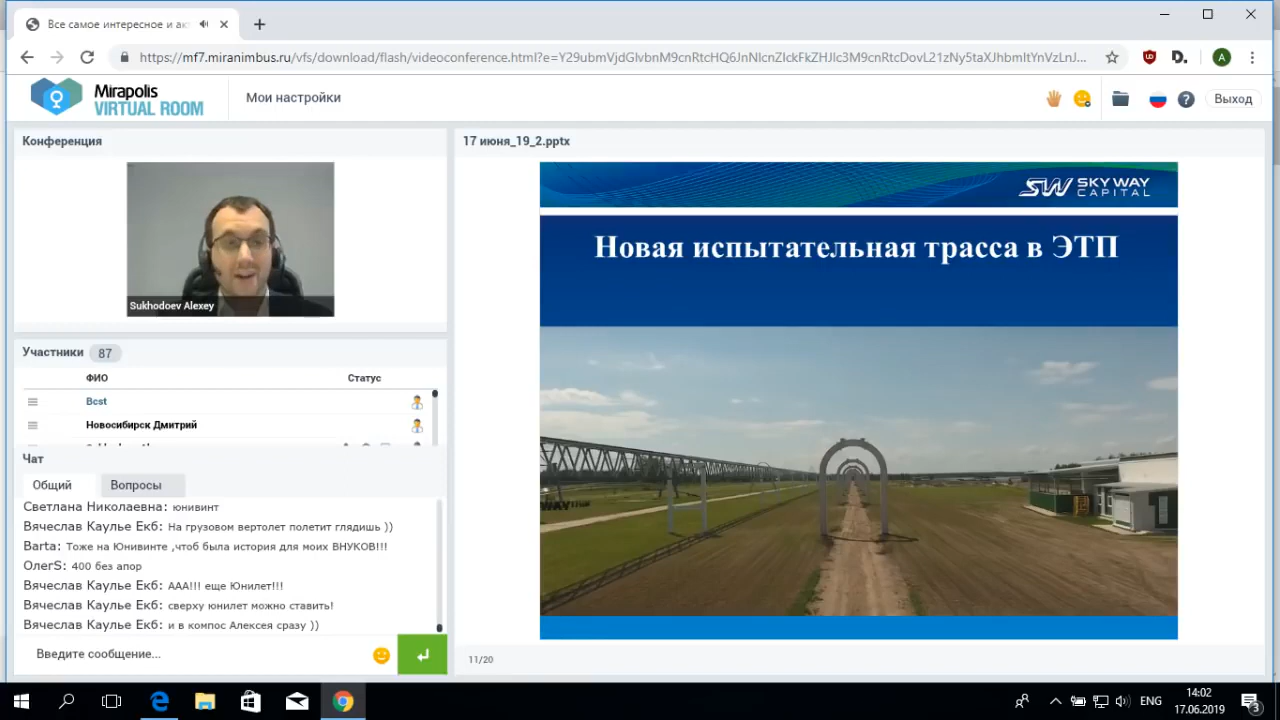 Все самое интересное и ак
https://mf7.miranimbus.ru/vfs/download/flash/videoconference.html?e=Y29ubmVjdGlvbnM9cnRtcHQ6JnNlcnZlckFkZHJlc3M9cnRtcDovL21zNy5taXJhbmltYnVzLnJ...
Mirapolis
VIRTUAL ROOM
Мои настройки
Выход
Конференция
Sukhodoev Alexey
Участники 87
ФИО Статус
Bcst
Новосибирск Дмитрий
Чат
Общий Вопросы
Светлана Николаевна: юнивинт
Вячеслав Каулье Екб: На грузовом вертолет полетит глядишь ))
Barta: Тоже на Юнивинте ,чтоб была история для моих ВНУКОВ!!!
ОлегS: 400 без апор
Вячеслав Каулье Екб: ААА!!! еще Юнилет!!!
Вячеслав Каулье Екб: сверху юнилет можно ставить!
Вячеслав Каулье Екб: и в компос Алексея сразу ))
Введите сообщение...
17 июня_19_2.pptx
SW SKY WAY
CAPITAL
Новая испытательная трасса в ЭТП
11/20
ENG
14:02
17.06.2019
3